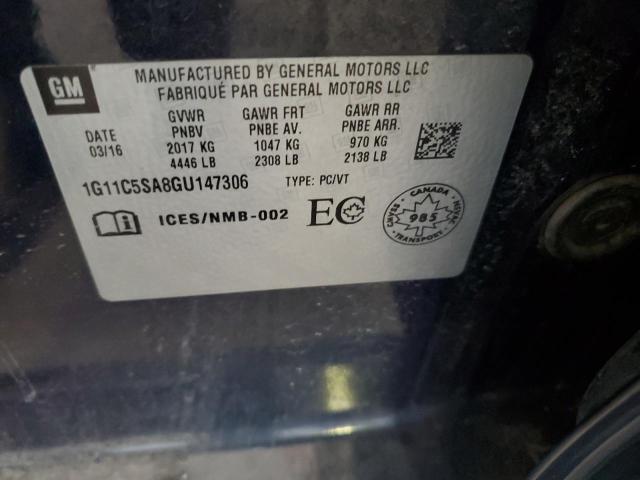 GM
MANUFACTURED BY GENERAL MOTORS LLC
FABRIQUÉ PAR GENERAL MOTORS LLC
DATE
03/16
GVWR
PNBV
2017 KG
4446 LB
GAWR FRT
PNBE AV.
1047 KG
2308 LB
GAWR RR
PNBE ARR.
970 KG
2138 LB
1G11C5SA8GU147306 TYPE: PC/VT
i ICES/NMB-002 EC
CANADA
985
TRANSPORT